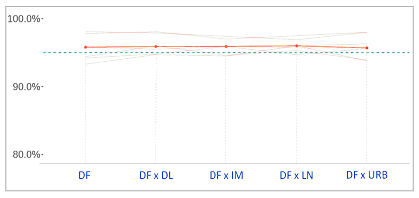 100.0%
90.0%
80.0%
DF
DF x DL
DF x IM
DF x LN
DF x URB